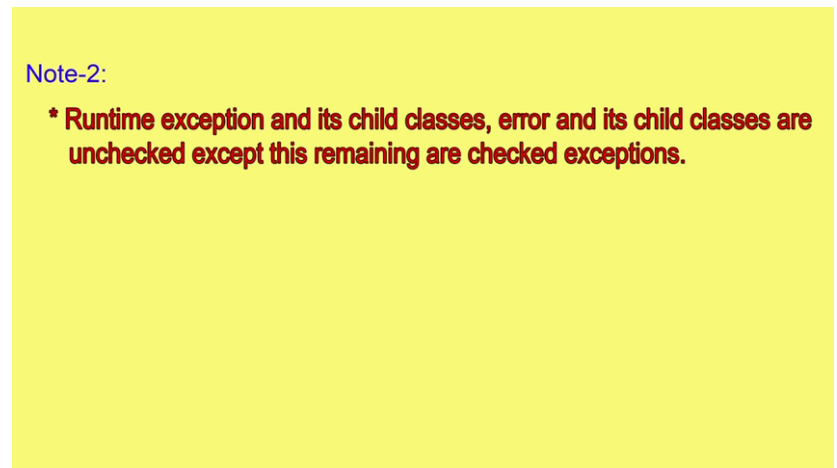 Note-2:
* Runtime exception and its child classes, error and its child classes are
unchecked except this remaining are checked exceptions.